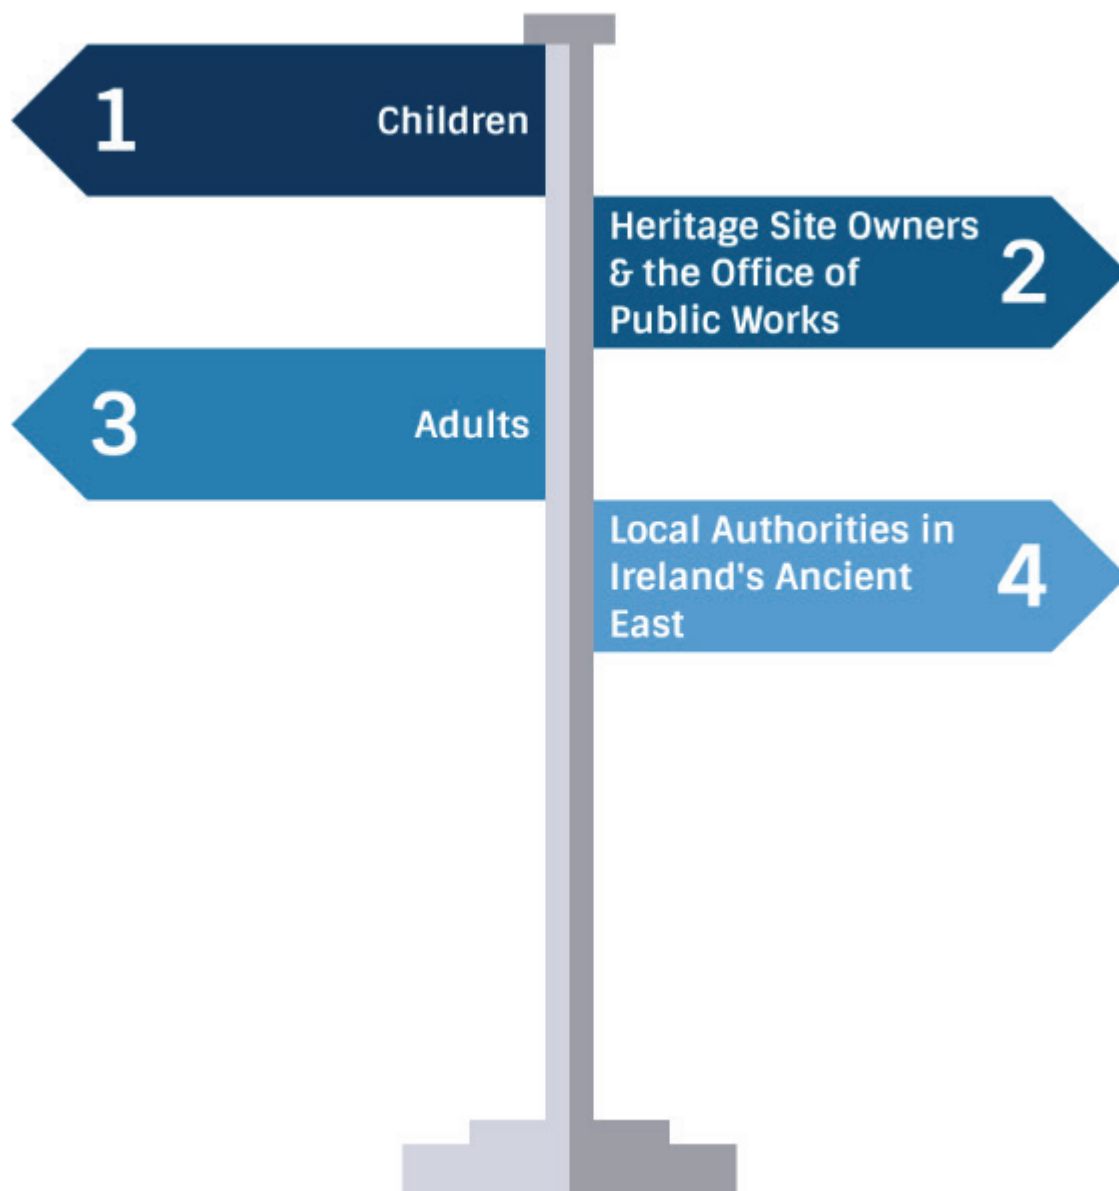 1 Children
Heritage Site Owners
& the Office of
Public Works
2
3 Adults
Local Authorities in
Ireland's Ancient
East
4